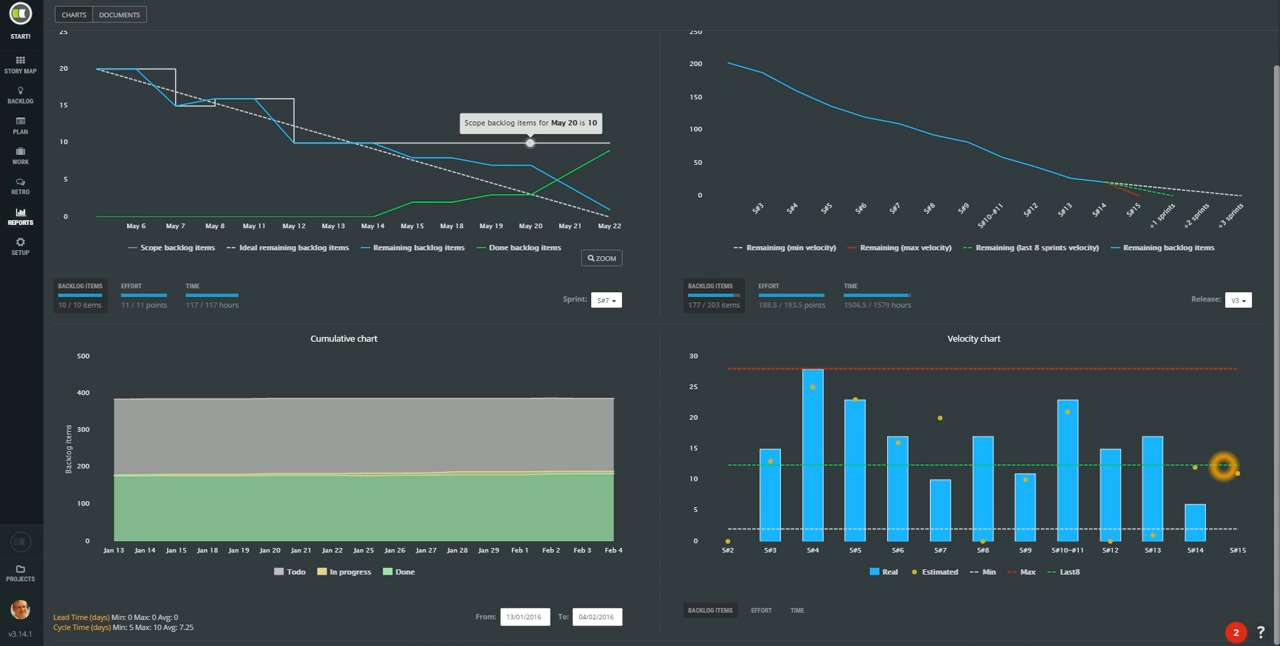 START!
STORY MAP
BACKLOG
PLAN
WORK
RETRO
REPORTS
SETUP
PROJECTS
v3.14.1
CHARTS DOCUMENTS
25
20
15
10
5
0
Scope backlog items for May 20 is 10
May 6 May 7 May 8 May 11 May 12 May 13 May 14 May 15 May 18 May 19 May 20 May 21 May 22
Scope backlog items Ideal remaining backlog items Remaining backlog items Done backlog items
ZOOM
BACKLOG ITEMS EFFORT TIME
10 / 10 items 11 / 11 points 117 / 117 hours
Sprint: S#7
250
200
150
100
50
0
S#3 S#4 S#5 S#6 S#7 S#8 S#9 S#10-#11 S#12 S#13 S#14 S#15 +1 sprints +2 sprints +3 sprints
Remaining (min velocity) Remaining (max velocity) Remaining (last 8 sprints velocity) Remaining backlog items
BACKLOG ITEMS EFFORT TIME
177 / 203 items 188.5 / 193.5 points 1506.5 / 1579 hours
Release: V3
Cumulative chart
Backlog items
500
400
300
200
100
0
Jan 13 Jan 14 Jan 15 Jan 18 Jan 19 Jan 20 Jan 21 Jan 22 Jan 25 Jan 26 Jan 27 Jan 28 Jan 29 Feb 1 Feb 2 Feb 3 Feb 4
Todo In progress Done
Lead Time (days) Min: 0 Max: 0 Avg: 0
Cycle Time (days) Min: 5 Max: 10 Avg: 7.25
From: 13/01/2016 To: 04/02/2016
Velocity chart
30
25
20
15
10
5
0
S#2 S#3 S#4 S#5 S#6 S#7 S#8 S#9 S#10-#11 S#12 S#13 S#14 S#15
Real Estimated Min Max Last8
BACKLOG ITEMS EFFORT TIME
2 ?